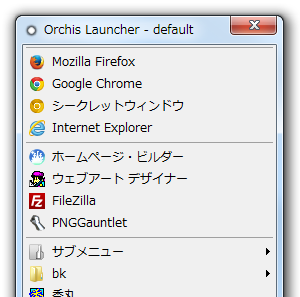 Orchis Launcher - default
Mozilla Firefox
Google Chrome
シークレットウィンドウ
Internet Explorer
ホームページ・ビルダー
ウェブアート デザイナー
FileZilla
PNGGauntlet
サブメニュー
bk
秀丸